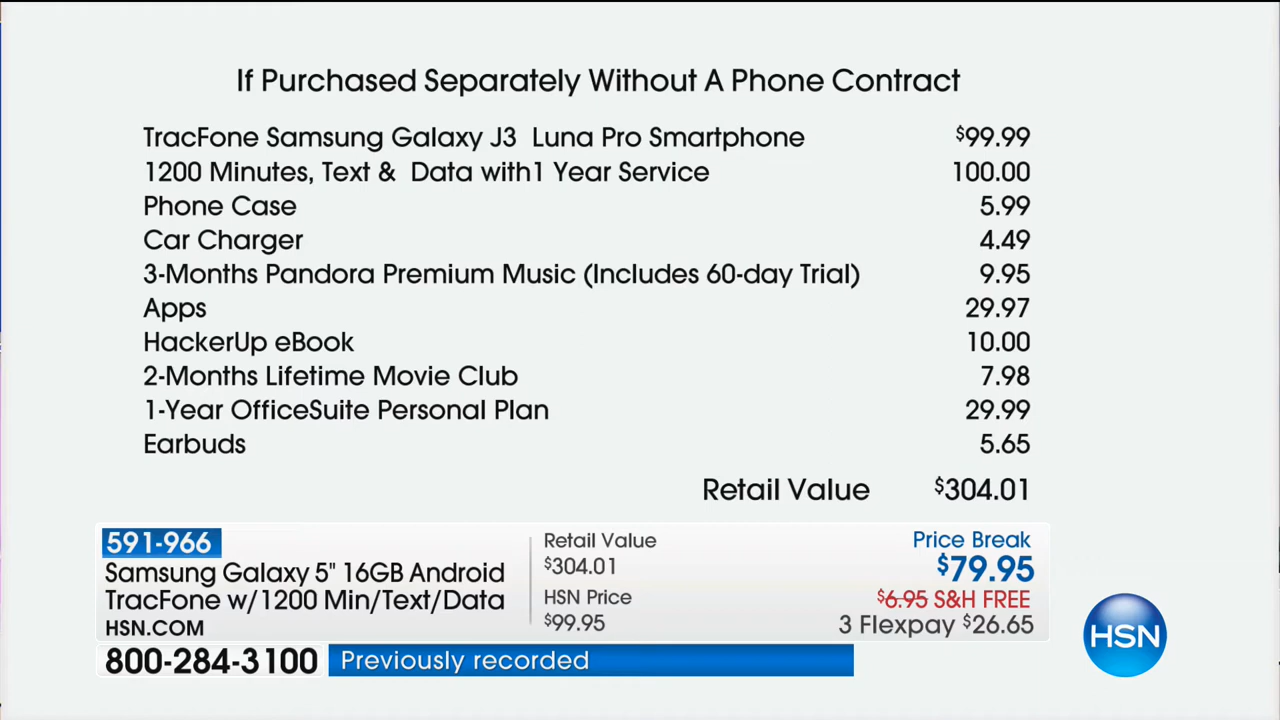 If Purchased Separately Without A Phone Contract
TracFone Samsung Galaxy J3 Luna Pro Smartphone $99.99
1200 Minutes, Text & Data with1 Year Service 100.00
Phone Case 5.99
Car Charger 4.49
3-Months Pandora Premium Music (Includes 60-day Trial) 9.95
Apps 29.97
HackerUp eBook 10.00
2-Months Lifetime Movie Club 7.98
1-Year OfficeSuite Personal Plan 29.99
Earbuds 5.65
Retail Value $304.01
591-966
Samsung Galaxy 5" 16GB Android
TracFone w/1200 Min/Text/Data
HSN.COM
Retail Value
$304.01
HSN Price
$99.95
Price Break
$79.95
$6.95 S&H FREE
3 Flexpay $26.65
HSN
800-284-3100
Previously recorded